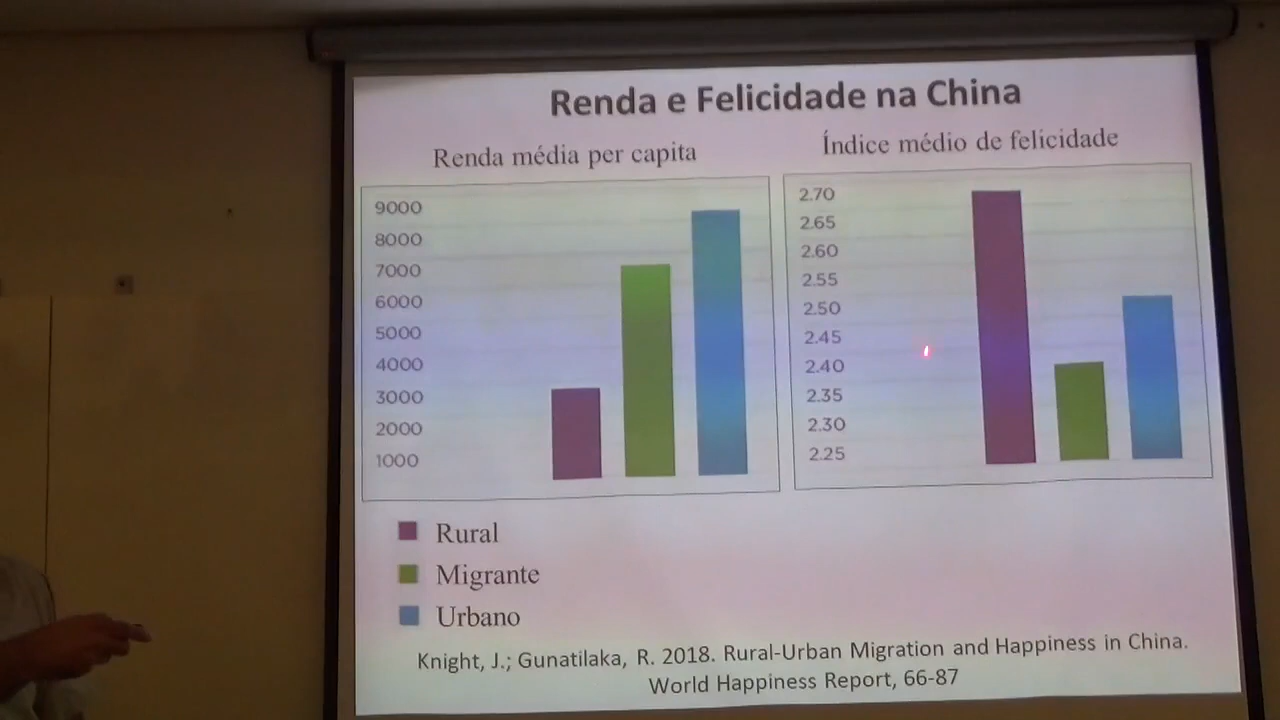 Renda e Felicidade na China
Renda média per capita
9000
8000
7000
6000
5000
4000
3000
2000
1000
Índice médio de felicidade
2.70
2.65
2.60
2.55
2.50
2.45
2.40
2.35
2.30
2.25
Rural
Migrante
Urbano
Knight, J.; Gunatilaka, R. 2018. Rural-Urban Migration and Happiness in China.
World Happiness Report, 66-87